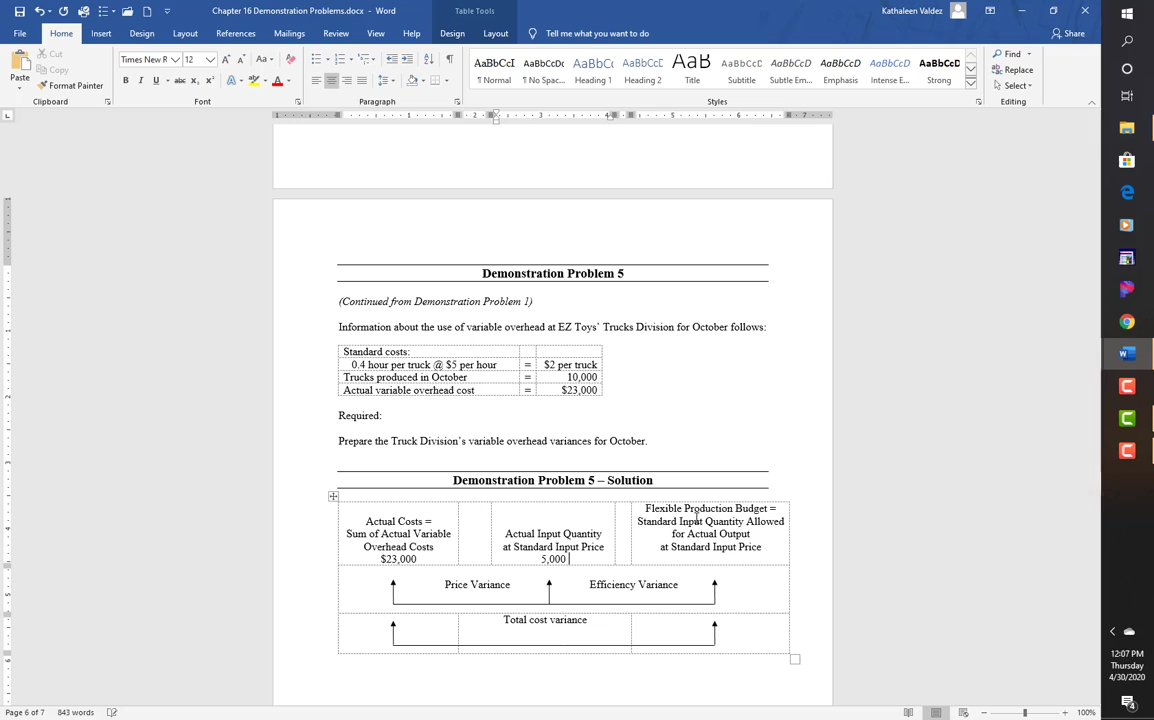 Chapter 16 Demonstration Problems.docx - Word
Table Tools
Kathaleen Valdez
File
Home
Insert
Design
Layout
References
Mailings
Review
View
Help
Design
Layout
Tell me what you want to do
Share
Paste
Cut
Copy
Format Painter
Clipboard
Times New R
12
Font
Paragraph
AaBbCcI
AaBbCcDc
AaBbC
AaBbCcC
AaB
AaBbCcD
AaBbCcDt
AaBbCcDt
AaBbCcD
AaBbCcD
¶ Normal
¶ No Spac...
Heading 1
Heading 2
Title
Subtitle
Subtle Em...
Emphasis
Intense E...
Strong
Styles
Find
Replace
Select
Editing
Demonstration Problem 5
(Continued from Demonstration Problem 1)
Information about the use of variable overhead at EZ Toys’ Trucks Division for October follows:
Standard costs:
0.4 hour per truck @ $5 per hour = $2 per truck
Trucks produced in October = 10,000
Actual variable overhead cost = $23,000
Required:
Prepare the Truck Division’s variable overhead variances for October.
Demonstration Problem 5 – Solution
Actual Costs =
Sum of Actual Variable
Overhead Costs
$23,000
Actual Input Quantity
at Standard Input Price
5,000
Flexible Production Budget =
Standard Input Quantity Allowed
for Actual Output
at Standard Input Price
Price Variance
Efficiency Variance
Total cost variance
Page 6 of 7
843 words
100%
12:07 PM
Thursday
4/30/2020